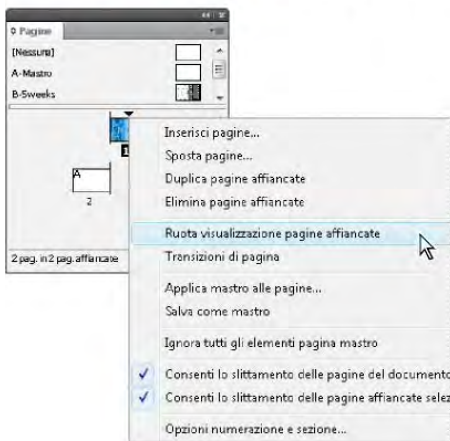 Pagine
[Nessuna]
A-Mastro
B-5weeks
1
A
2
2 pag. in 2 pag. affiancate
Inserisci pagine...
Sposta pagine...
Duplica pagine affiancate
Elimina pagine affiancate
Ruota visualizzazione pagine affiancate
Transizioni di pagina
Applica mastro alle pagine...
Salva come mastro
Ignora tutti gli elementi pagina mastro
Consenti lo slittamento delle pagine del documento
Consenti lo slittamento delle pagine affiancate selez
Opzioni numerazione e sezione...